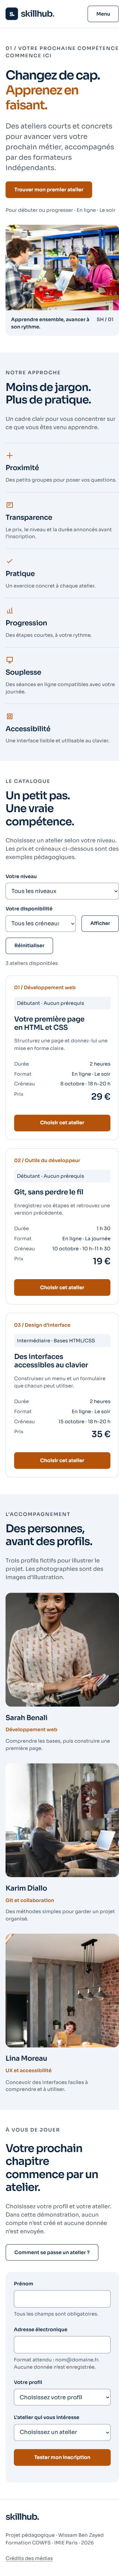 skillhub.
Menu
01 / VOTRE PROCHAINE COMPÉTENCE
COMMENCE ICI
Changez de cap.
Apprenez en
faisant.
Des ateliers courts et concrets
pour avancer vers votre
prochain métier, accompagnés
par des formateurs
indépendants.
Trouver mon premier atelier
Pour débuter ou progresser · En ligne · Le soir
Apprendre ensemble, avancer à
son rythme.
SH / 01
NOTRE APPROCHE
Moins de jargon.
Plus de pratique.
Un cadre clair pour vous concentrer sur
ce que vous êtes venu apprendre.
Proximité
Des petits groupes pour poser vos questions.
Transparence
Le prix, le niveau et la durée annoncés avant
l'inscription.
Pratique
Un exercice concret à chaque atelier.
Progression
Des étapes courtes, à votre rythme.
Souplesse
Des séances en ligne compatibles avec votre
journée.
Accessibilité
Une interface lisible et utilisable au clavier.
LE CATALOGUE
Un petit pas.
Une vraie
compétence.
Choisissez un atelier selon votre niveau.
Les prix et créneaux ci-dessous sont des
exemples pédagogiques.
Votre niveau
Tous les niveaux
Votre disponibilité
Tous les créneaux
Afficher
Réinitialiser
3 ateliers disponibles
01 / Développement web
Débutant · Aucun prérequis
Votre première page
en HTML et CSS
Structurez une page et donnez-lui une
mise en forme claire.
Durée 2 heures
Format En ligne · Le soir
Créneau 8 octobre · 18 h–20 h
Prix 29 €
Choisir cet atelier
02 / Outils du développeur
Débutant · Aucun prérequis
Git, sans perdre le fil
Enregistrez vos étapes et retrouvez une
version précédente.
Durée 1 h 30
Format En ligne · La journée
Créneau 10 octobre · 10 h–11 h 30
Prix 19 €
Choisir cet atelier
03 / Design d'interface
Intermédiaire · Bases HTML/CSS
Des interfaces
accessibles au clavier
Construisez un menu et un formulaire
que chacun peut utiliser.
Durée 2 heures
Format En ligne · Le soir
Créneau 15 octobre · 18 h–20 h
Prix 35 €
Choisir cet atelier
L'ACCOMPAGNEMENT
Des personnes,
avant des profils.
Trois profils fictifs pour illustrer le
projet. Les photographies sont des
images d'illustration.
Sarah Benali
Développement web
Comprendre les bases, puis construire une
première page.
Karim Diallo
Git et collaboration
Des méthodes simples pour garder un projet
organisé.
Lina Moreau
UX et accessibilité
Concevoir des interfaces faciles à
comprendre et à utiliser.
À VOUS DE JOUER
Votre prochain
chapitre
commence par un
atelier.
Choisissez votre profil et votre atelier.
Dans cette démonstration, aucun
compte n'est créé et aucune donnée
n'est envoyée.
Comment se passe un atelier ?
Prénom
Tous les champs sont obligatoires.
Adresse électronique
Format attendu : nom@domaine.fr.
Aucune donnée n'est enregistrée.
Votre profil
Choisissez votre profil
L'atelier qui vous intéresse
Choisissez un atelier
Tester mon inscription
skillhub.
Projet pédagogique · Wissam Ben Zayed
Formation CDWFS · IME Paris · 2026
Crédits des médias